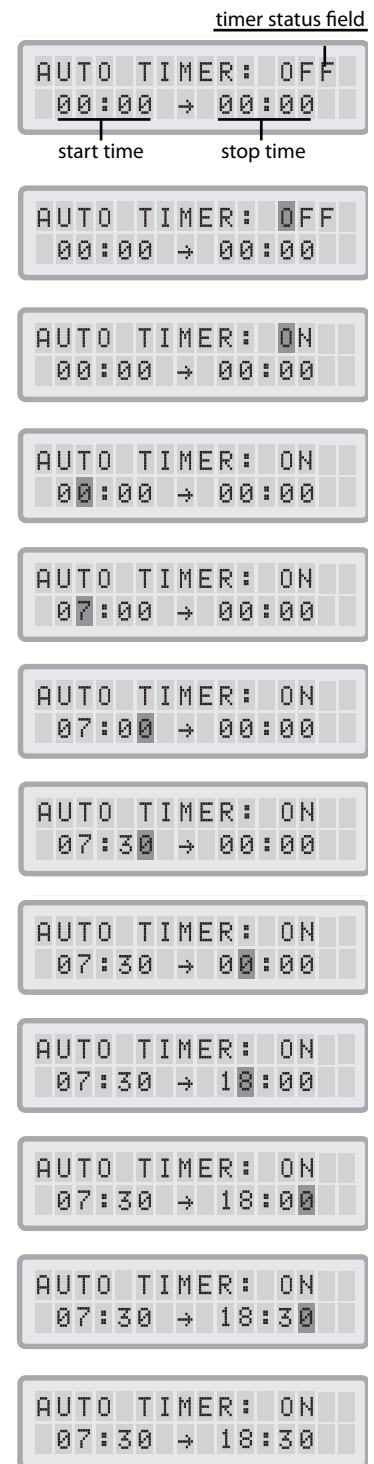 timer status field
AUTO TIMER: OFF
00:00 → 00:00
start time stop time
AUTO TIMER: OFF
00:00 → 00:00
AUTO TIMER: ON
00:00 → 00:00
AUTO TIMER: ON
00:00 → 00:00
AUTO TIMER: ON
07:00 → 00:00
AUTO TIMER: ON
07:00 → 00:00
AUTO TIMER: ON
07:30 → 00:00
AUTO TIMER: ON
07:30 → 00:00
AUTO TIMER: ON
07:30 → 18:00
AUTO TIMER: ON
07:30 → 18:00
AUTO TIMER: ON
07:30 → 18:30
AUTO TIMER: ON
07:30 → 18:30